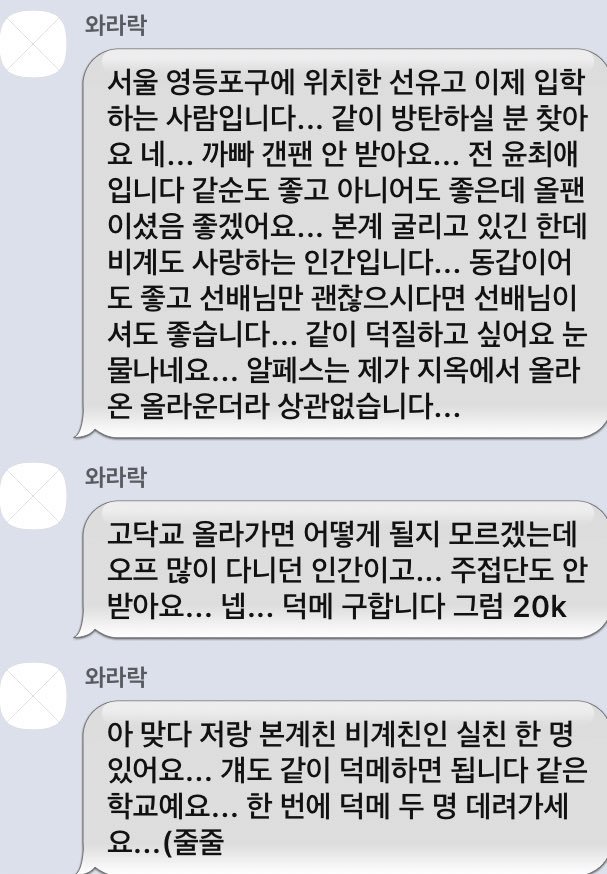 와라락
서울 영등포구에 위치한 선유고 이제 입학
하는 사람입니다... 같이 방탄하실 분 찾아
요 네... 까빠 갠팬 안 받아요... 전 윤최애
입니다 같순도 좋고 아니어도 좋은데 올팬
이셨음 좋겠어요... 본계 굴리고 있긴 한데
비계도 사랑하는 인간입니다... 동갑이어
도 좋고 선배님만 괜찮으시다면 선배님이
셔도 좋습니다... 같이 덕질하고 싶어요 눈
물나네요... 알페스는 제가 지옥에서 올라
온 올라운더라 상관없습니다...
와라락
고닥교 올라가면 어떻게 될지 모르겠는데
오프 많이 다니던 인간이고... 주접단도 안
받아요... 넵... 덕메 구합니다 그럼 20k
와라락
아 맞다 저랑 본계친 비계친인 실친 한 명
있어요... 걔도 같이 덕메하면 됩니다 같은
학교예요... 한 번에 덕메 두 명 데려가세
요...(줄줄